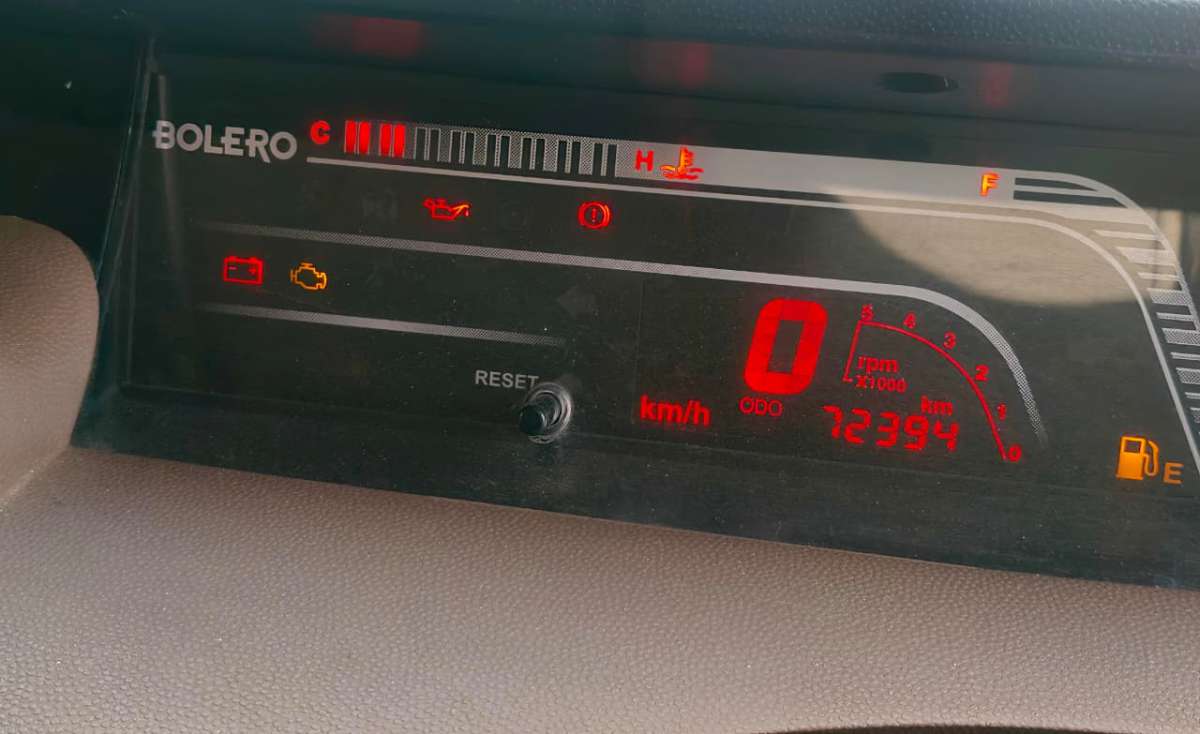 BOLERO C H F
RESET
km/h
0
ODO
5 4 3 2 1 0
rpm
X1000
km
72394
E